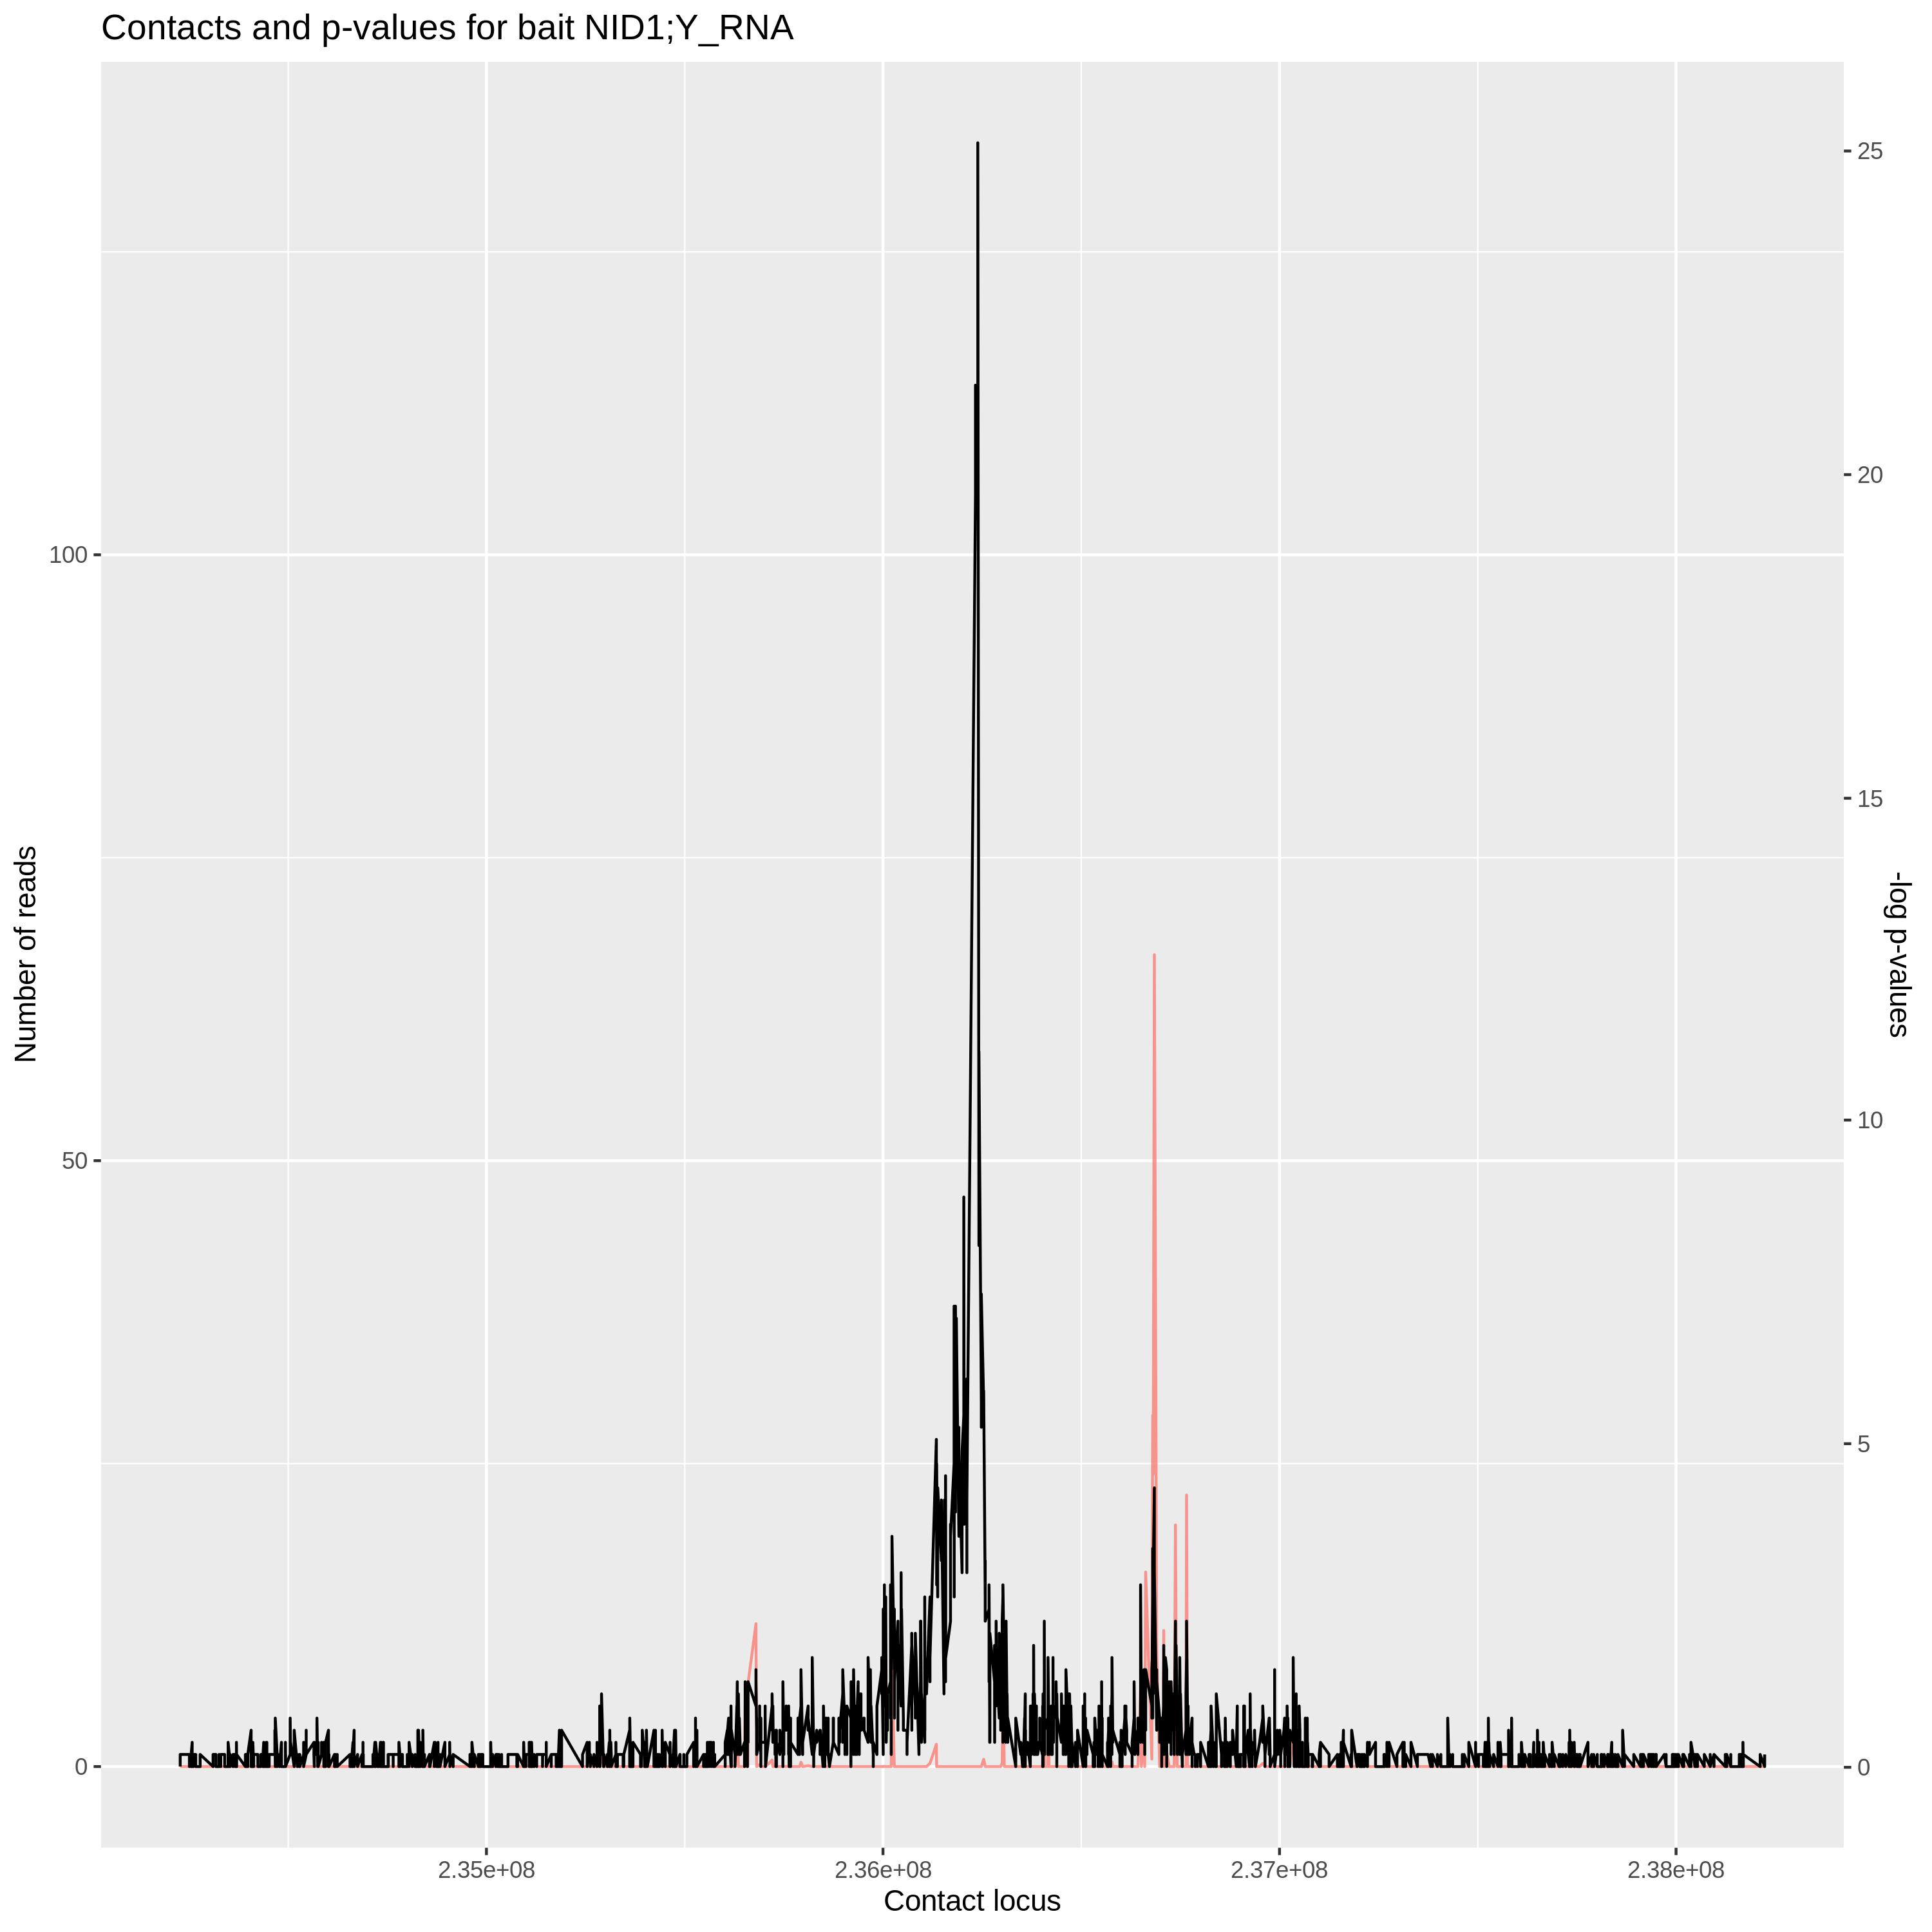 Contacts and p-values for bait NID1;Y_RNA
Number of reads
100
50
0
25
20
15
10
5
0
-log p-values
2.35e+08 2.36e+08 2.37e+08 2.38e+08
Contact locus